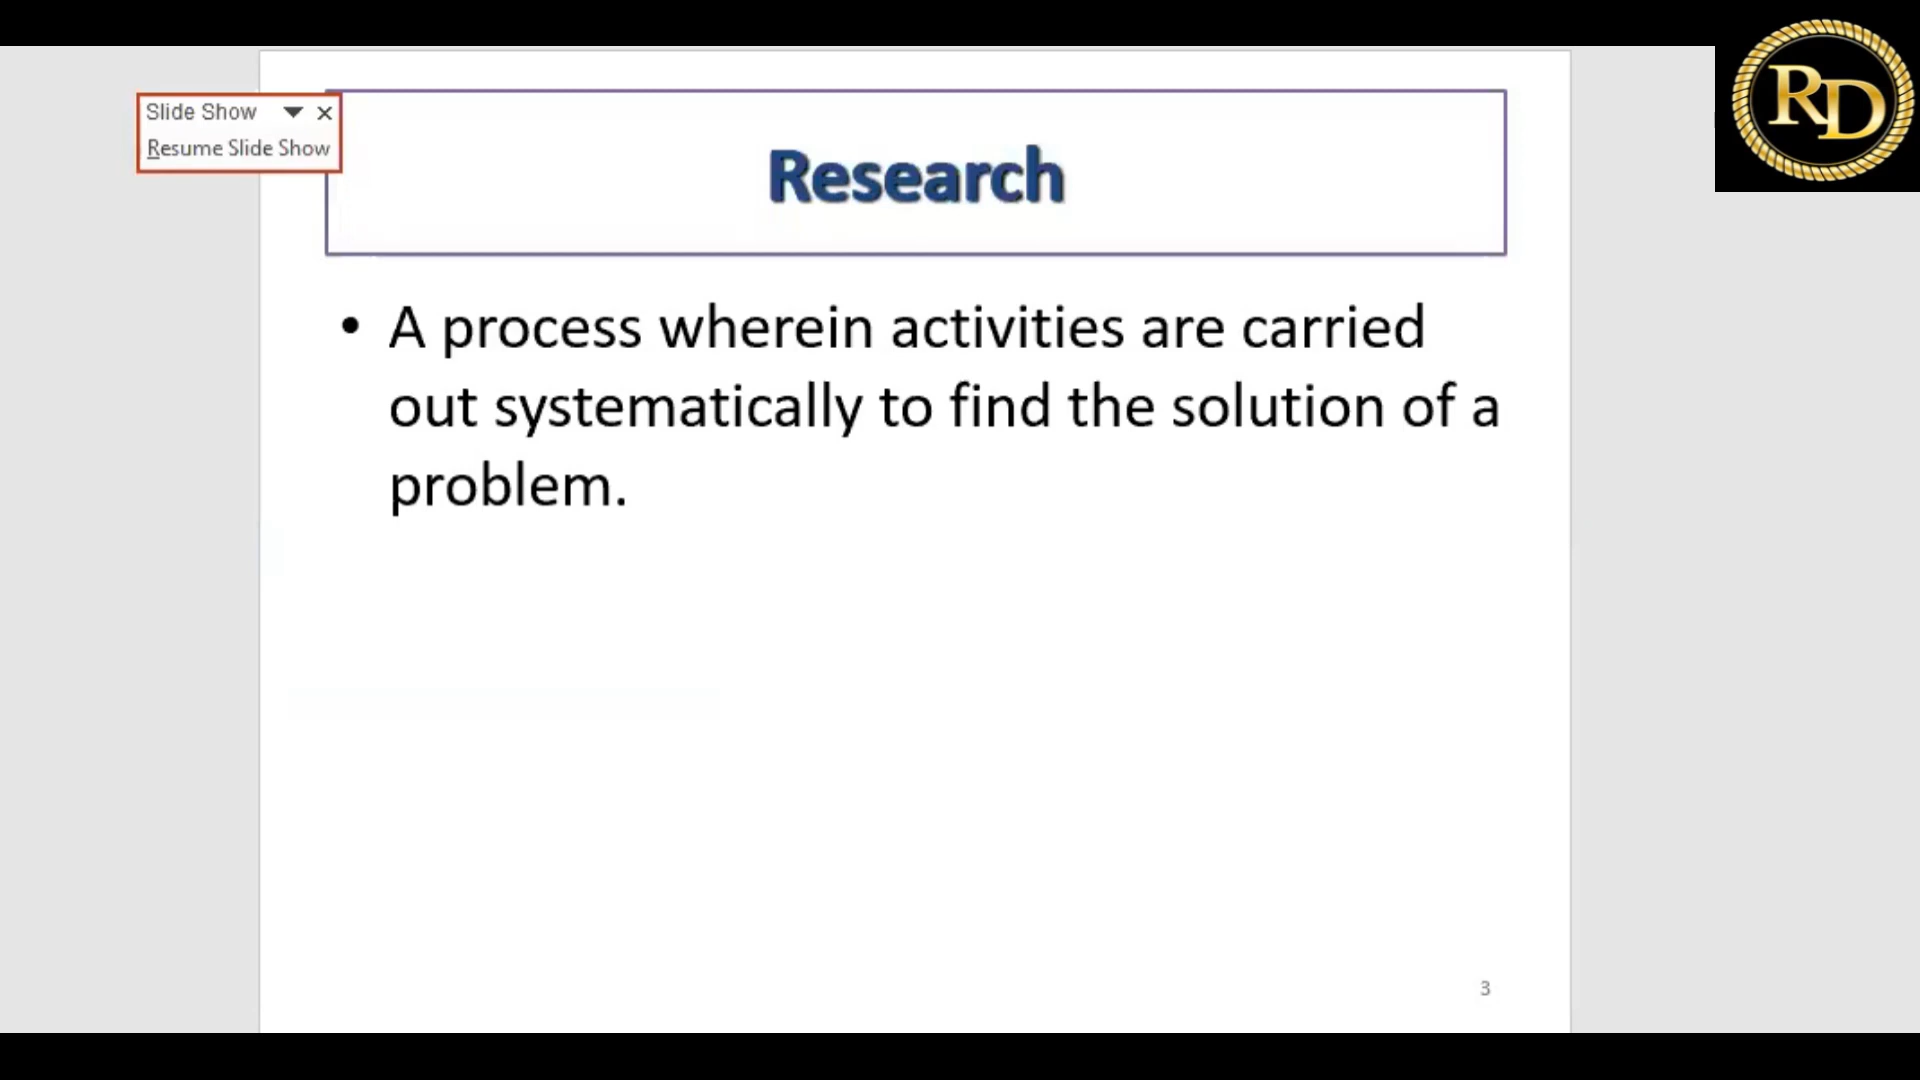 RD
Slide Show
Resume Slide Show
Research
• A process wherein activities are carried
out systematically to find the solution of a
problem.
3